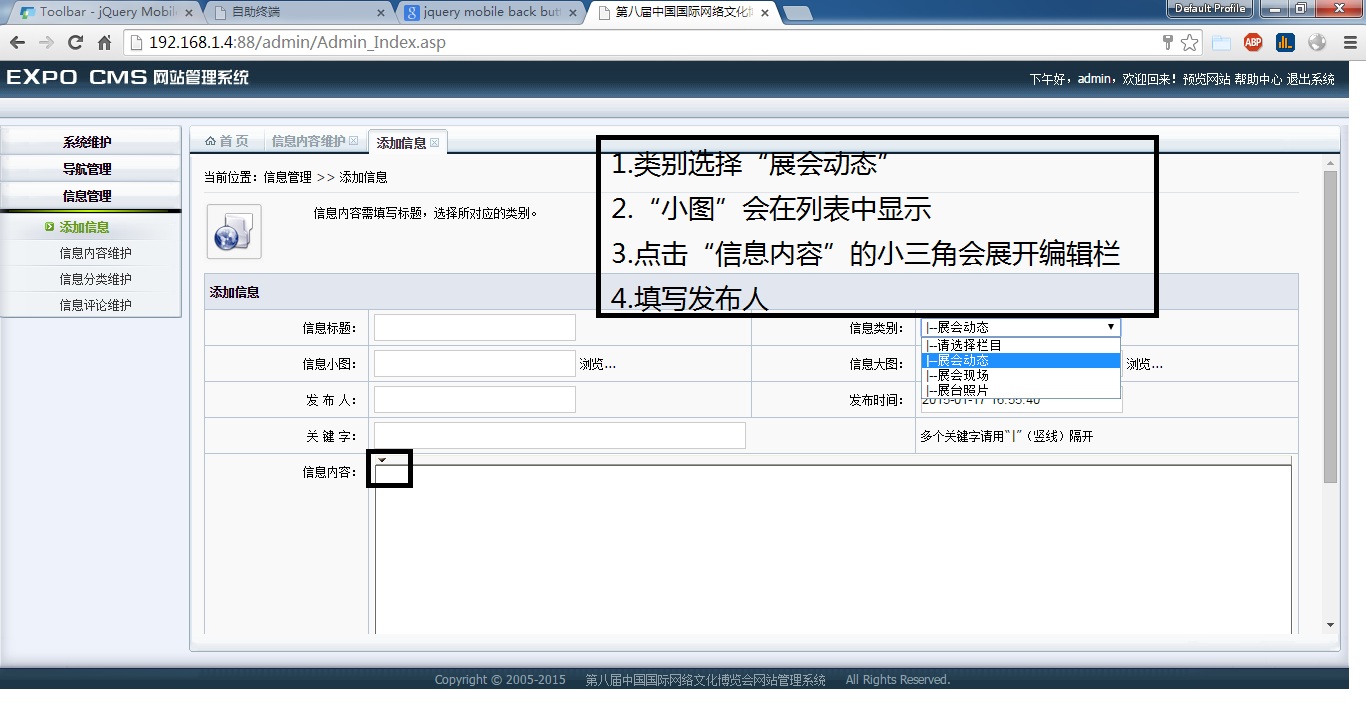 Toolbar - jQuery Mobil
自助终端
jquery mobile back butt
第八届中国国际网络文化博
Default Profile
192.168.1.4:88/admin/Admin_Index.asp
ABP
EXPO CMS 网站管理系统
下午好，admin，欢迎回来！预览网站 帮助中心 退出系统
系统维护
导航管理
信息管理
添加信息
信息内容维护
信息分类维护
信息评论维护
首 页
信息内容维护
添加信息
当前位置：信息管理 >> 添加信息
信息内容需填写标题，选择所对应的类别。
1.类别选择“展会动态”
2.“小图”会在列表中显示
3.点击“信息内容”的小三角会展开编辑栏
4.填写发布人
添加信息
信息标题：
信息类别：
|--展会动态
|--请选择栏目
|--展会动态
|--展会现场
|--展台照片
信息小图：
浏览...
信息大图：
浏览...
发 布 人：
发布时间：
2015-01-17 16:55:40
关 键 字：
多个关键字请用“|”（竖线）隔开
信息内容：
Copyright © 2005-2015 第八届中国国际网络文化博览会网站管理系统 All Rights Reserved.